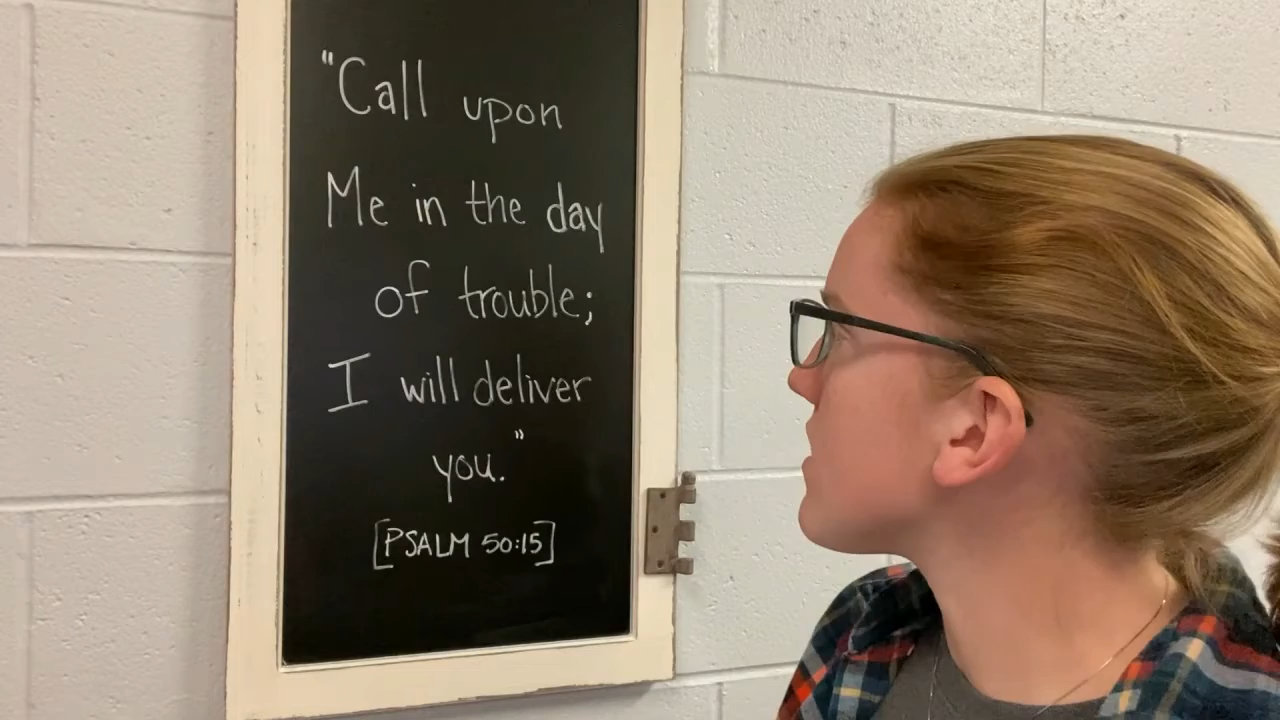 "Call upon
Me in the day
of trouble;
I will deliver
you."
[PSALM 50:15]